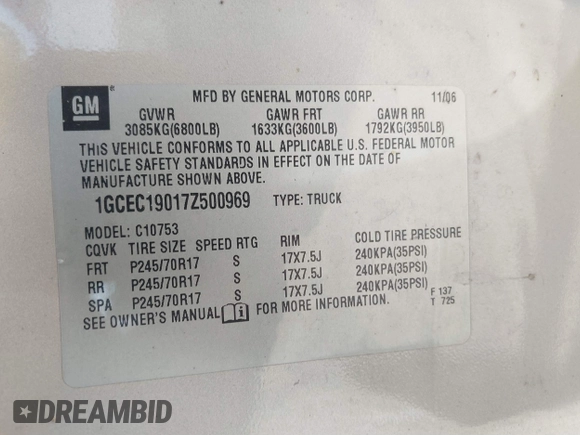 GM
MFD BY GENERAL MOTORS CORP. 11/06
GVWR GAWR FRT GAWR RR
3085KG(6800LB) 1633KG(3600LB) 1792KG(3950LB)
THIS VEHICLE CONFORMS TO ALL APPLICABLE U.S. FEDERAL MOTOR
VEHICLE SAFETY STANDARDS IN EFFECT ON THE DATE OF
MANUFACTURE SHOWN ABOVE.
1GCEC19017Z500969 TYPE: TRUCK
MODEL: C10753
CQVK TIRE SIZE SPEED RTG RIM COLD TIRE PRESSURE
FRT P245/70R17 S 17X7.5J 240KPA(35PSI)
RR P245/70R17 S 17X7.5J 240KPA(35PSI)
SPA P245/70R17 S 17X7.5J 240KPA(35PSI)
SEE OWNER'S MANUAL i FOR MORE INFORMATION. F 137
T 725
DREAMBID